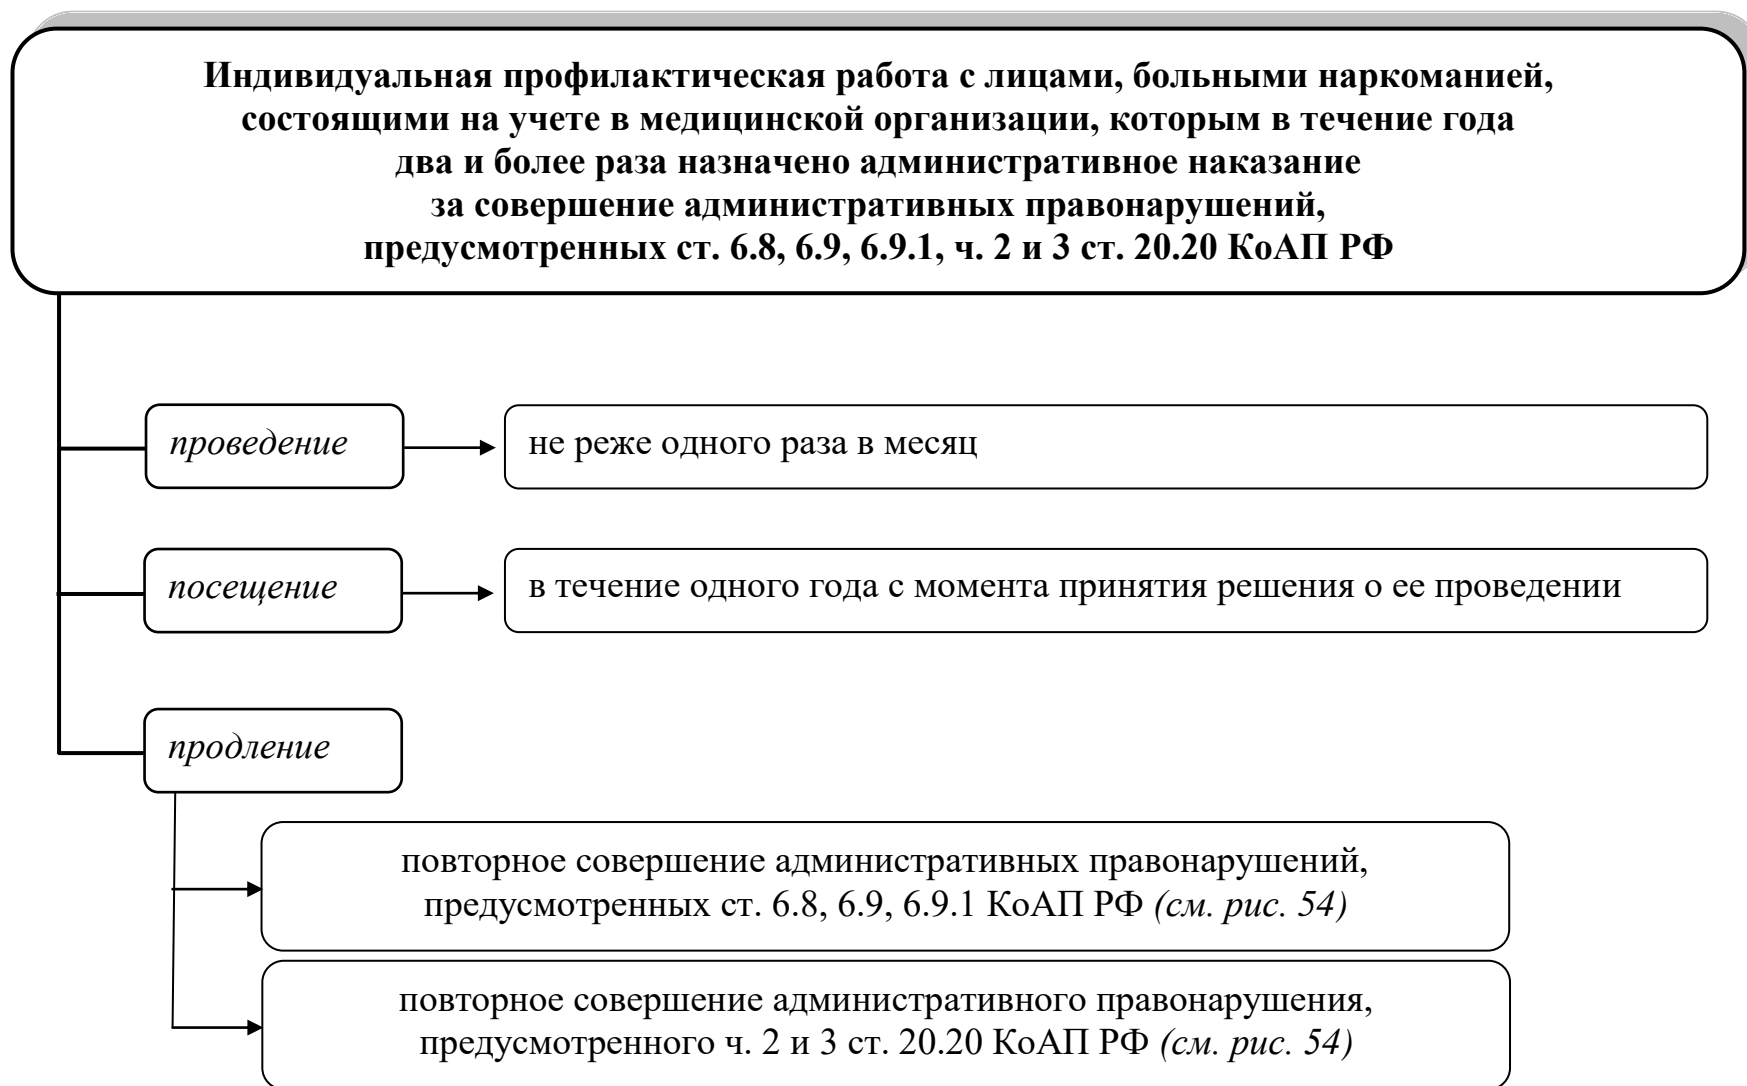 Индивидуальная профилактическая работа с лицами, больными наркоманией,
состоящими на учете в медицинской организации, которым в течение года
два и более раза назначено административное наказание
за совершение административных правонарушений,
предусмотренных ст. 6.8, 6.9, 6.9.1, ч. 2 и 3 ст. 20.20 КоАП РФ
проведение
не реже одного раза в месяц
посещение
в течение одного года с момента принятия решения о ее проведении
продление
повторное совершение административных правонарушений,
предусмотренных ст. 6.8, 6.9, 6.9.1 КоАП РФ (см. рис. 54)
повторное совершение административного правонарушения,
предусмотренного ч. 2 и 3 ст. 20.20 КоАП РФ (см. рис. 54)